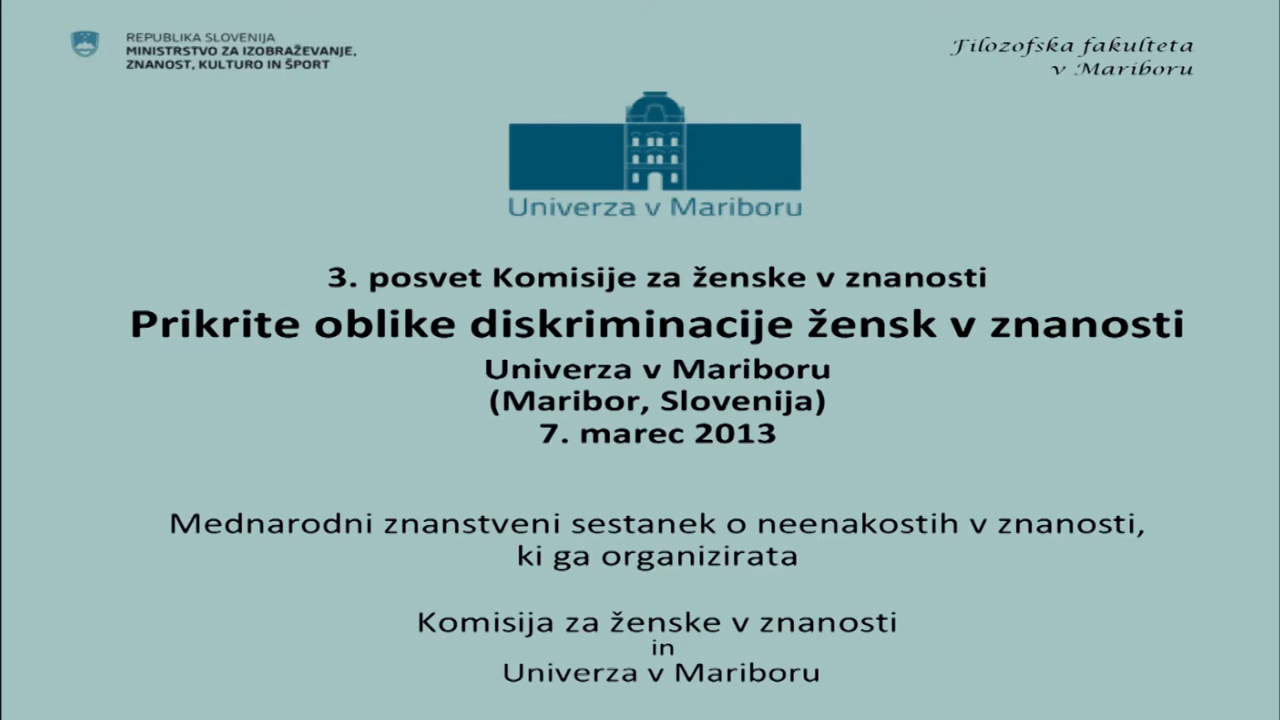 REPUBLIKA SLOVENIJA
MINISTRSTVO ZA IZOBRAŽEVANJE,
ZNANOST, KULTURO IN ŠPORT
Filozofska fakulteta
v Mariboru
Univerza v Mariboru
3. posvet Komisije za ženske v znanosti
Prikrite oblike diskriminacije žensk v znanosti
Univerza v Mariboru
(Maribor, Slovenija)
7. marec 2013
Mednarodni znanstveni sestanek o neenakostih v znanosti,
ki ga organizirata
Komisija za ženske v znanosti
in
Univerza v Mariboru